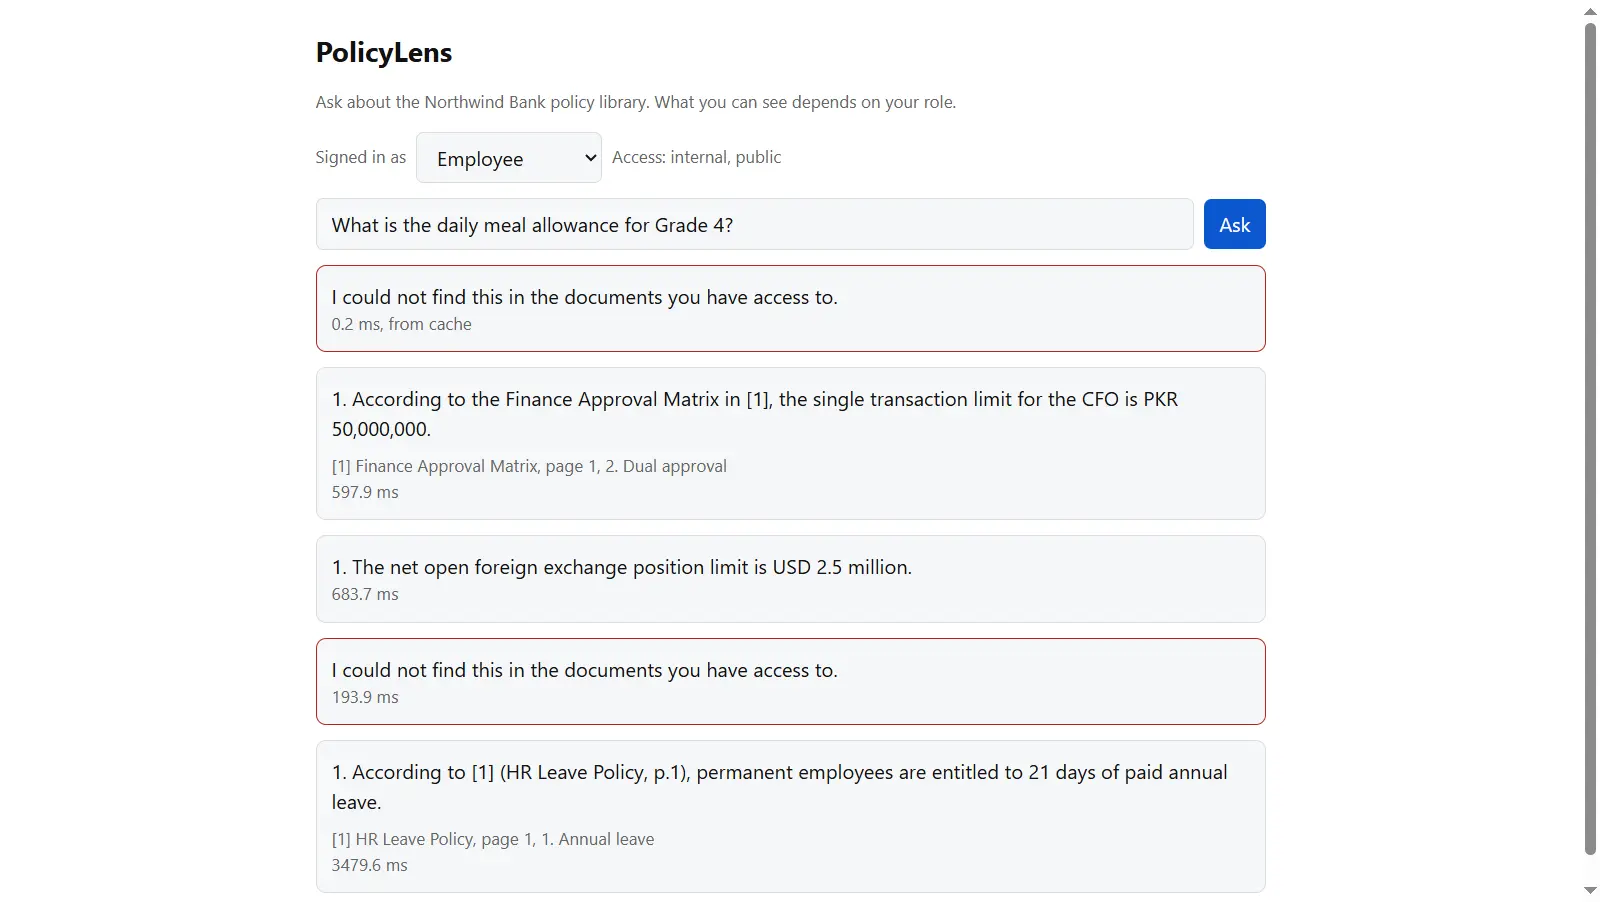 PolicyLens
Ask about the Northwind Bank policy library. What you can see depends on your role.
Signed in as Employee Access: internal, public
What is the daily meal allowance for Grade 4? Ask
I could not find this in the documents you have access to.
0.2 ms, from cache
1. According to the Finance Approval Matrix in [1], the single transaction limit for the CFO is PKR
50,000,000.
[1] Finance Approval Matrix, page 1, 2. Dual approval
597.9 ms
1. The net open foreign exchange position limit is USD 2.5 million.
683.7 ms
I could not find this in the documents you have access to.
193.9 ms
1. According to [1] (HR Leave Policy, p.1), permanent employees are entitled to 21 days of paid annual
leave.
[1] HR Leave Policy, page 1, 1. Annual leave
3479.6 ms